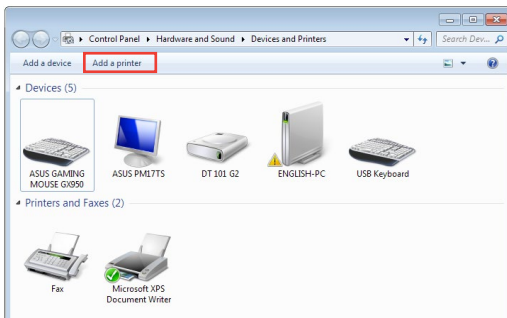 Control Panel Hardware and Sound Devices and Printers Search Dev...
Add a device Add a printer
Devices (5)
ASUS GAMING MOUSE GX950
ASUS PM17TS
DT 101 G2
ENGLISH-PC
USB Keyboard
Printers and Faxes (2)
Fax
Microsoft XPS Document Writer